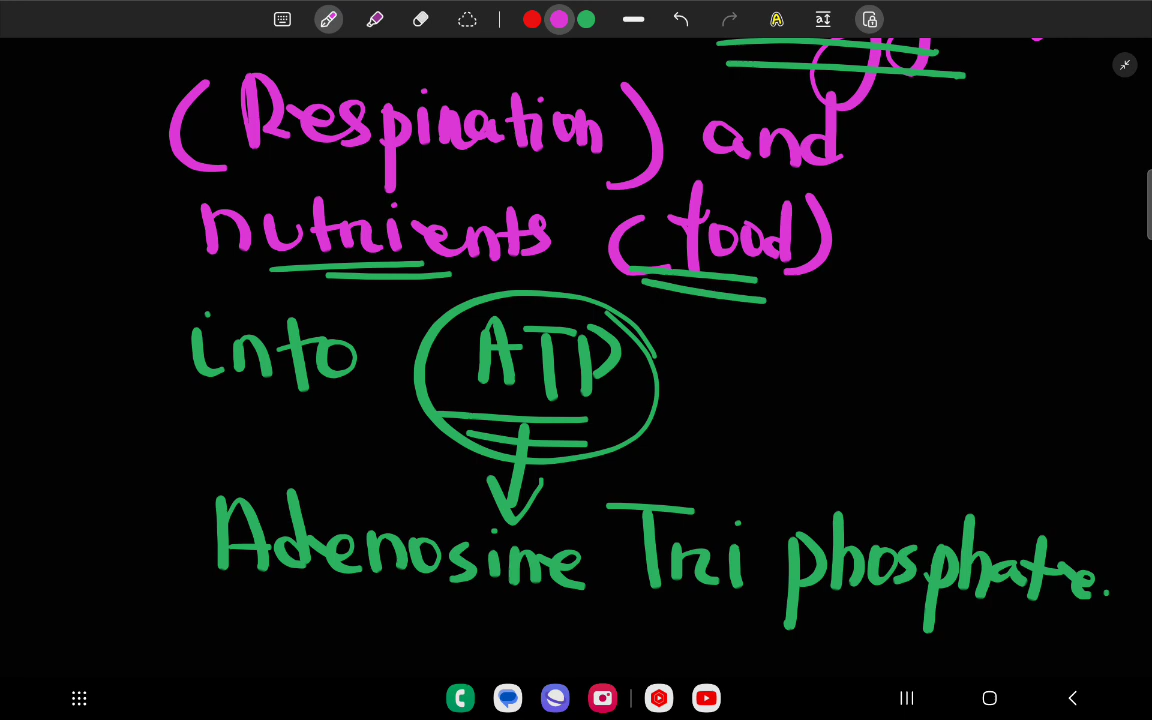 (Respiration) and
nutrients (food)
into ATP
Adenosine Tri phosphate.